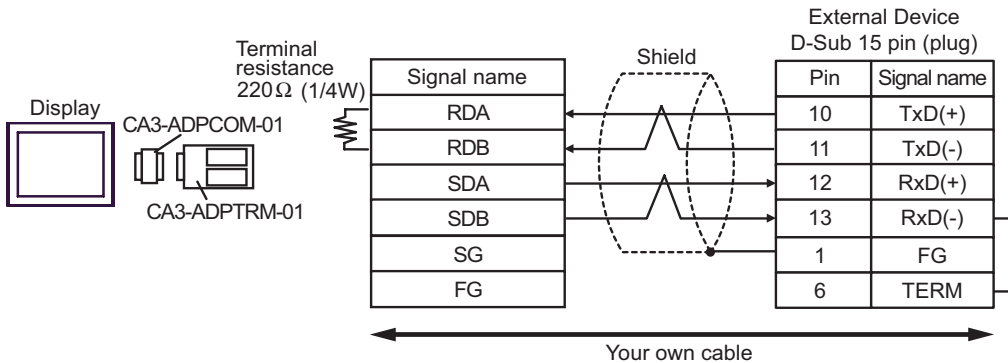 External Device
D-Sub 15 pin (plug)
Terminal
resistance
220Ω (1/4W)
Shield
Display
CA3-ADPCOM-01
CA3-ADPTRM-01
Signal name
RDA
RDB
SDA
SDB
SG
FG
Pin Signal name
10 TxD(+)
11 TxD(-)
12 RxD(+)
13 RxD(-)
1 FG
6 TERM
Your own cable